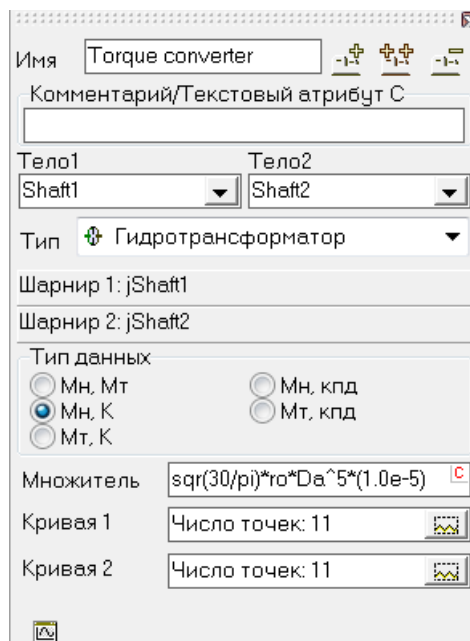 Имя Torque converter
Комментарий/Текстовый атрибут C
Тело1 Тело2
Shaft1 Shaft2
Тип Гидротрансформатор
Шарнир 1: jShaft1
Шарнир 2: jShaft2
Тип данных
Мн, Мт Мн, кпд
Мн, К Мт, кпд
Мт, К
Множитель sqr(30/pi)*ro*Da^5*(1.0e-5) C
Кривая 1 Число точек: 11
Кривая 2 Число точек: 11